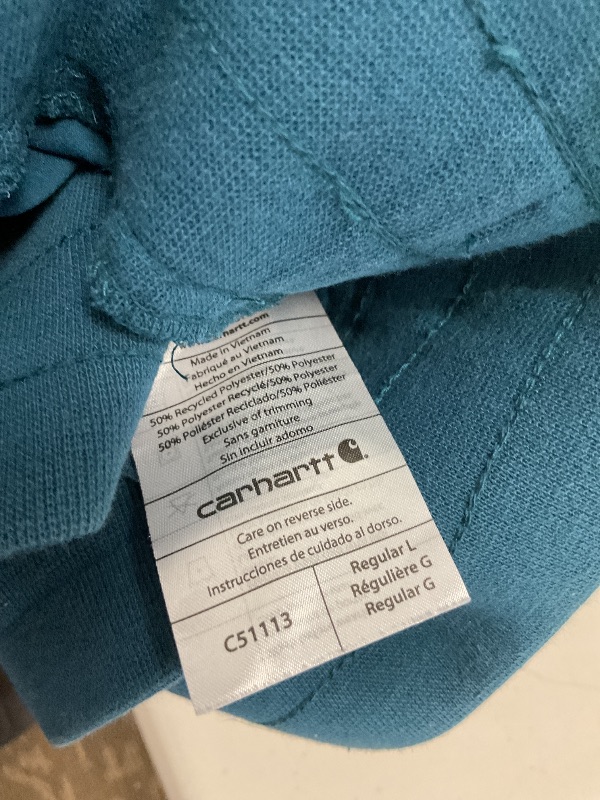 hartt.com
Made in Vietnam
Fabriqué au Vietnam
Hecho en Vietnam
50% Recycled Polyester/50% Polyester
50% Polyester Recyclé/50% Polyester
50% Poliéster Reciclado/50% Poliéster
Exclusive of trimming
Sans garniture
Sin incluir adorno
carhartt
Care on reverse side.
Entretien au verso.
Instrucciones de cuidado al dorso.
C51113
Regular L
Régulière G
Regular G